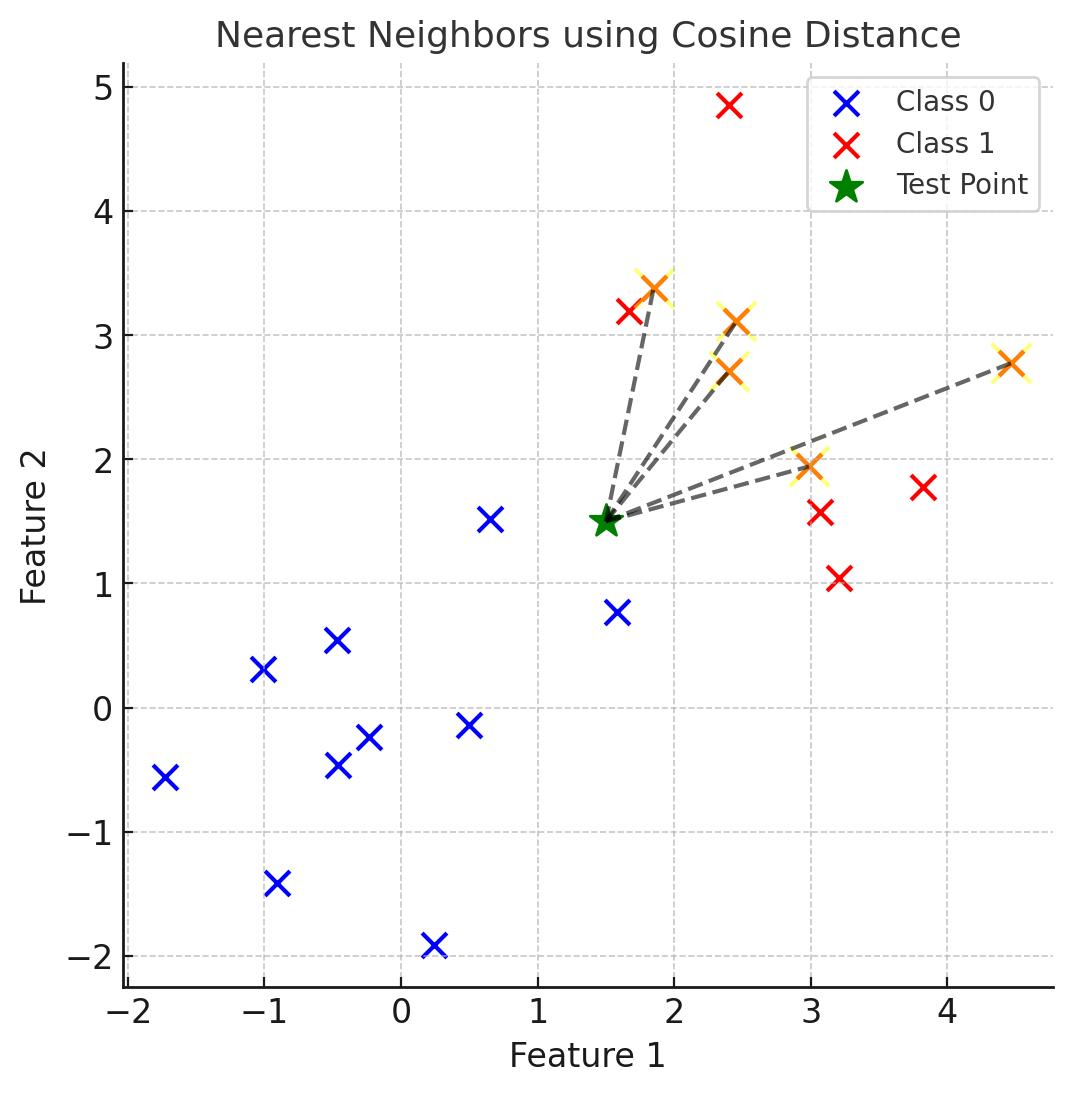 Nearest Neighbors using Cosine Distance
5
4
3
2
1
0
−1
−2
Feature 2
Class 0
Class 1
Test Point
−2 −1 0 1 2 3 4
Feature 1